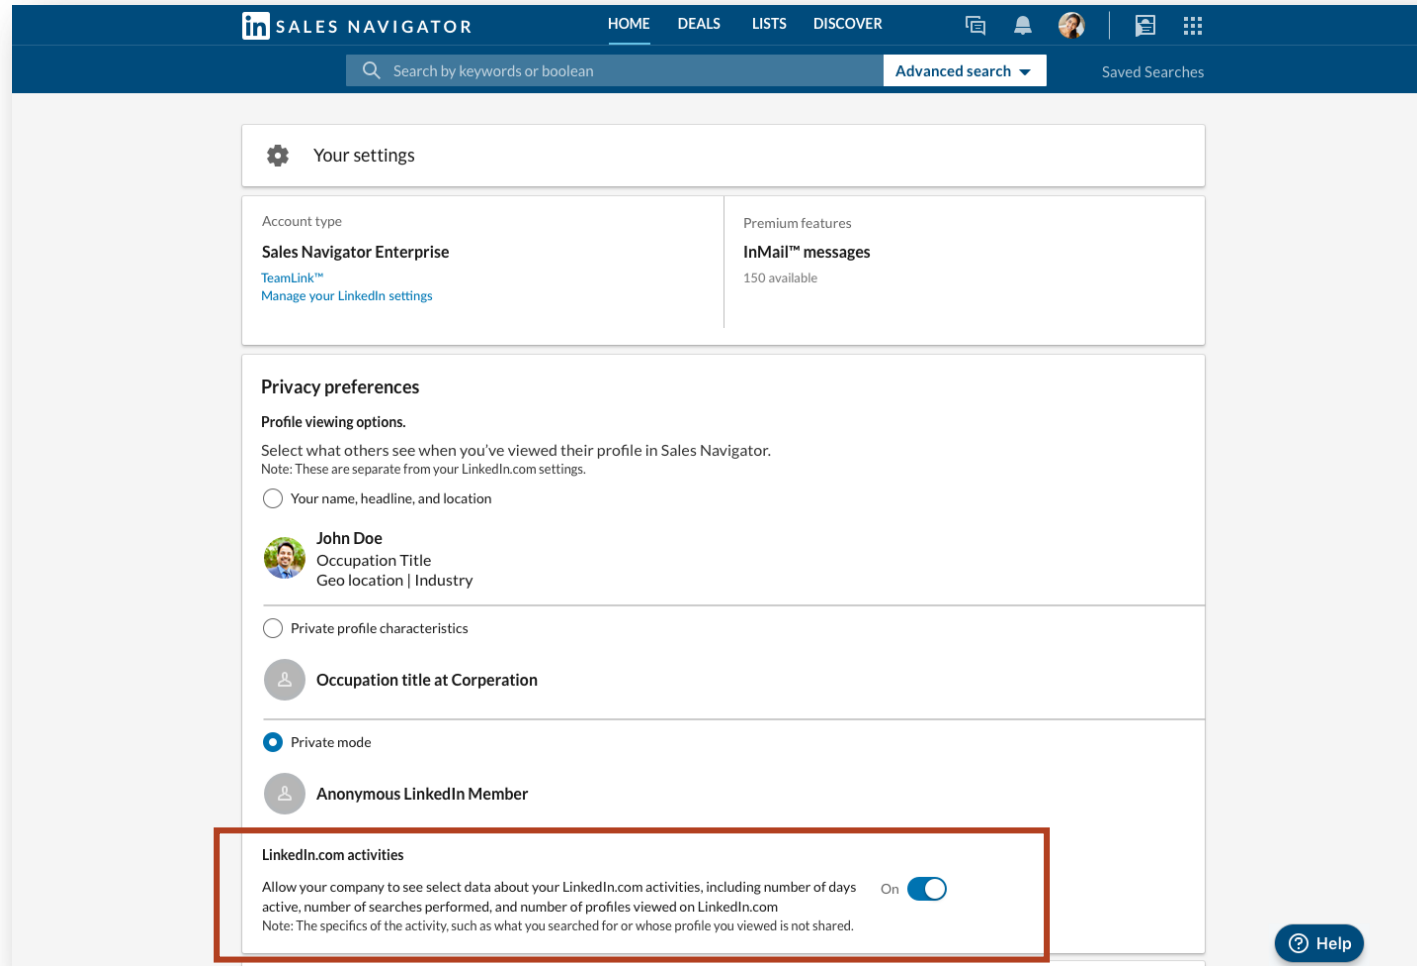 in SALES NAVIGATOR
HOME DEALS LISTS DISCOVER
Search by keywords or boolean
Advanced search
Saved Searches
Your settings
Account type
Sales Navigator Enterprise
TeamLink™
Manage your LinkedIn settings
Premium features
InMail™ messages
150 available
Privacy preferences
Profile viewing options.
Select what others see when you’ve viewed their profile in Sales Navigator.
Note: These are separate from your LinkedIn.com settings.
Your name, headline, and location
John Doe
Occupation Title
Geo location | Industry
Private profile characteristics
Occupation title at Corperation
Private mode
Anonymous LinkedIn Member
LinkedIn.com activities
Allow your company to see select data about your LinkedIn.com activities, including number of days
active, number of searches performed, and number of profiles viewed on LinkedIn.com
Note: The specifics of the activity, such as what you searched for or whose profile you viewed is not shared.
On
Help